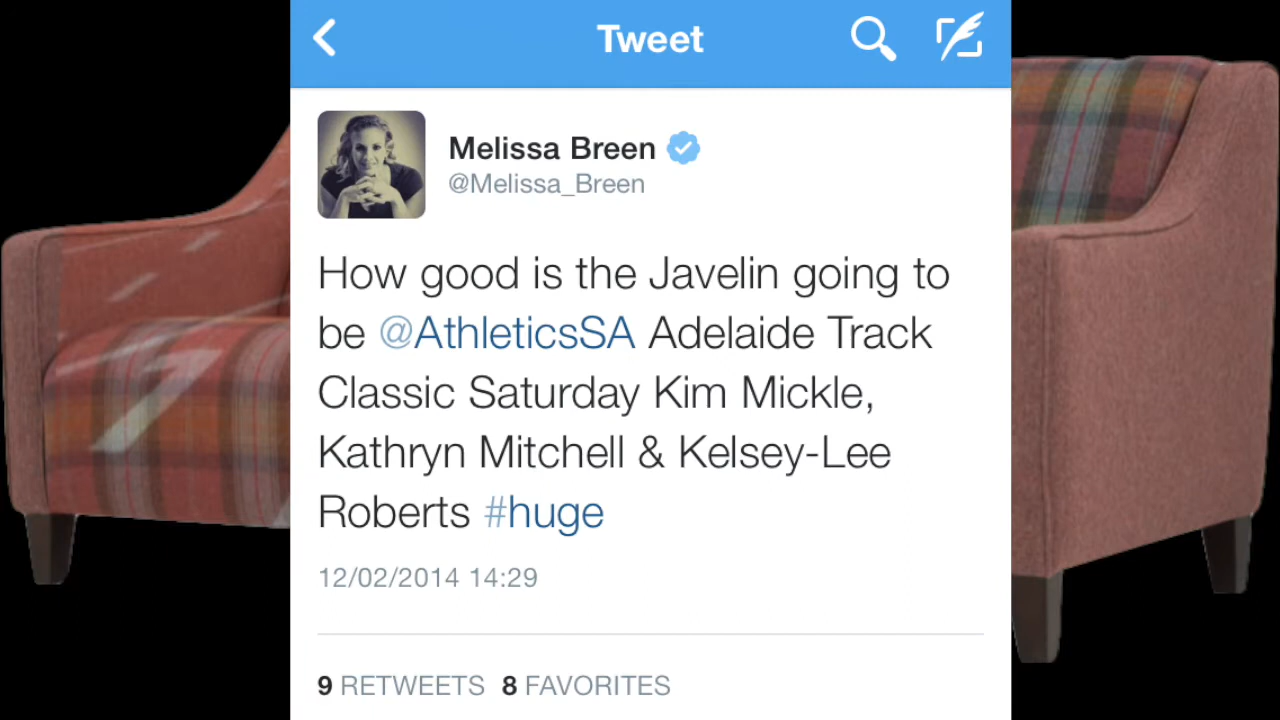 Tweet
Melissa Breen
@Melissa_Breen
How good is the Javelin going to
be @AthleticsSA Adelaide Track
Classic Saturday Kim Mickle,
Kathryn Mitchell & Kelsey-Lee
Roberts #huge
12/02/2014 14:29
9 RETWEETS 8 FAVORITES